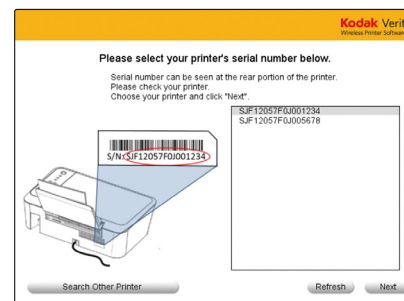 Kodak Verit
Wireless Printer Software
Please select your printer's serial number below.
Serial number can be seen at the rear portion of the printer.
Please check your printer.
Choose your printer and click "Next".
SJF12057F0J001234
SJF12057F0J005678
S/N:SJF12057F0J001234
Search Other Printer
Refresh
Next